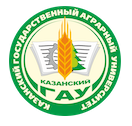 КАЗАНСКИЙ ГОСУДАРСТВЕННЫЙ АГРАРНЫЙ УНИВЕРСИТЕТ
КАЗАНСКИЙ
ГАУ